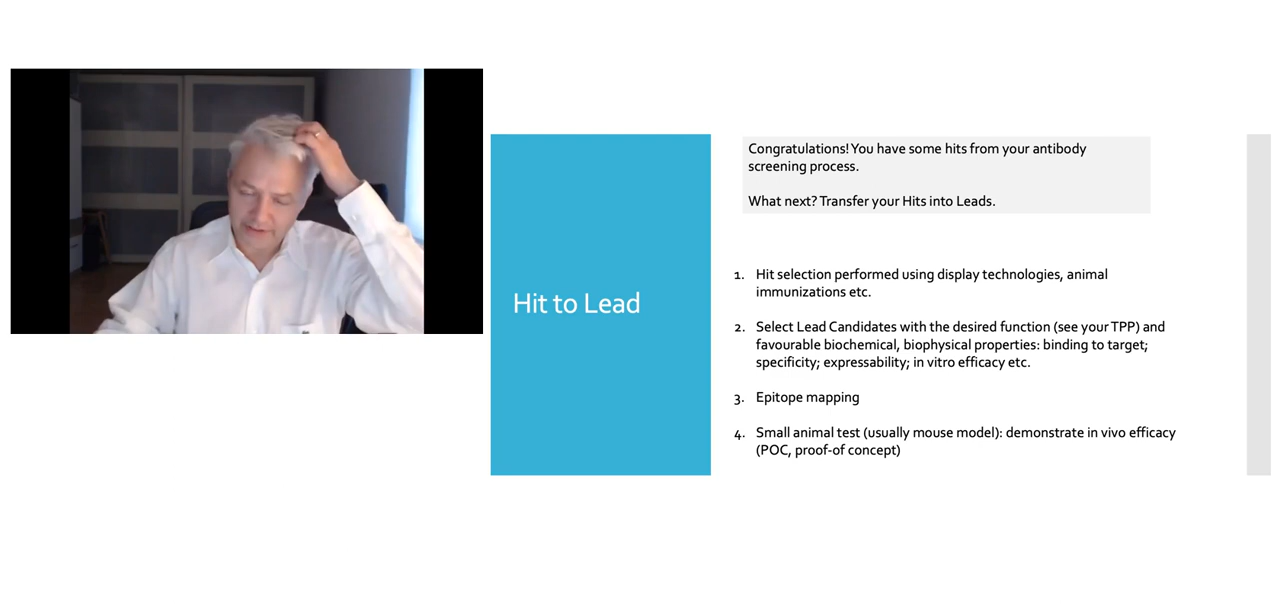 Hit to Lead
Congratulations! You have some hits from your antibody
screening process.
What next? Transfer your Hits into Leads.
1. Hit selection performed using display technologies, animal
immunizations etc.
2. Select Lead Candidates with the desired function (see your TPP) and
favourable biochemical, biophysical properties: binding to target;
specificity; expressability; in vitro efficacy etc.
3. Epitope mapping
4. Small animal test (usually mouse model): demonstrate in vivo efficacy
(POC, proof-of concept)